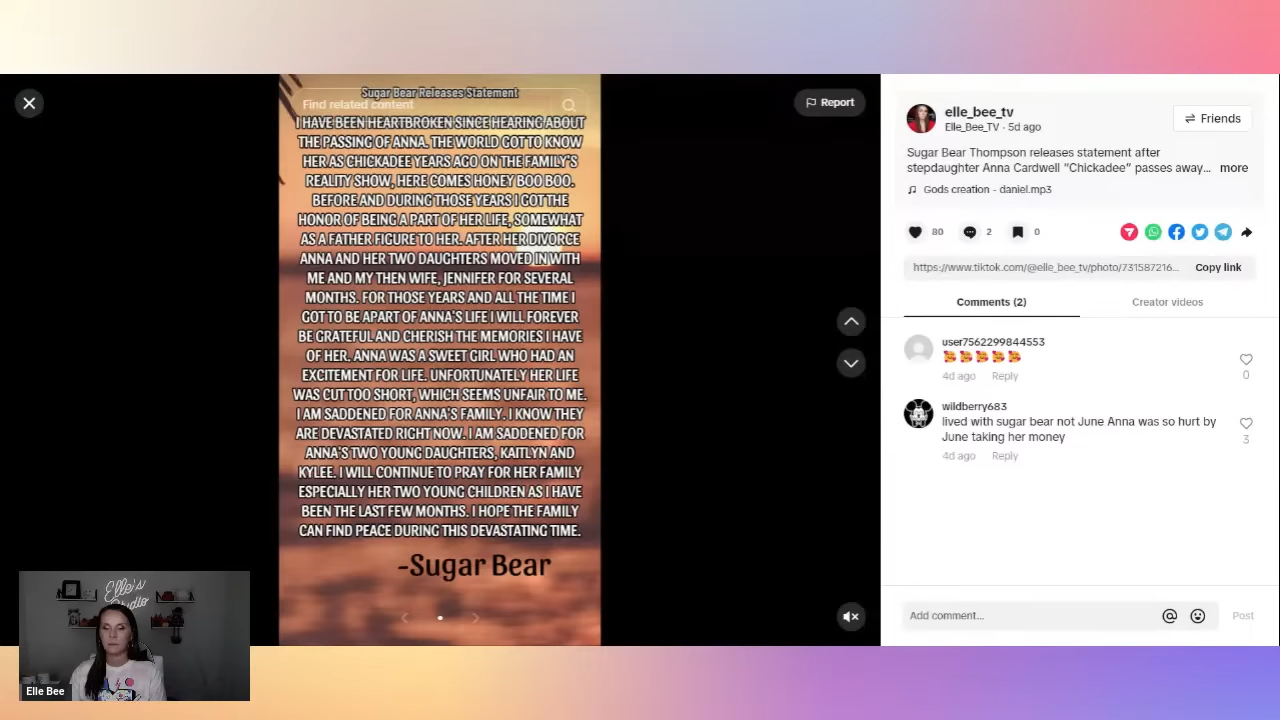 Sugar Bear Releases Statement
Find related content
I HAVE BEEN HEARTBROKEN SINCE HEARING ABOUT
THE PASSING OF ANNA. THE WORLD GOT TO KNOW
HER AS CHICKADEE YEARS AGO ON THE FAMILY'S
REALITY SHOW, HERE COMES HONEY BOO BOO.
BEFORE AND DURING THOSE YEARS I GOT THE
HONOR OF BEING A PART OF HER LIFE, SOMEWHAT
AS A FATHER FIGURE TO HER. AFTER HER DIVORCE
ANNA AND HER TWO DAUGHTERS MOVED IN WITH
ME AND MY THEN WIFE, JENNIFER FOR SEVERAL
MONTHS. FOR THOSE YEARS AND ALL THE TIME I
GOT TO BE APART OF ANNA'S LIFE I WILL FOREVER
BE GRATEFUL AND CHERISH THE MEMORIES I HAVE
OF HER. ANNA WAS A SWEET GIRL WHO HAD AN
EXCITEMENT FOR LIFE. UNFORTUNATELY HER LIFE
WAS CUT TOO SHORT, WHICH SEEMS UNFAIR TO ME.
I AM SADDENED FOR ANNA'S FAMILY. I KNOW THEY
ARE DEVASTATED RIGHT NOW. I AM SADDENED FOR
ANNA'S TWO YOUNG DAUGHTERS, KAITLYN AND
KYLEE. I WILL CONTINUE TO PRAY FOR HER FAMILY
ESPECIALLY HER TWO YOUNG CHILDREN AS I HAVE
BEEN THE LAST FEW MONTHS. I HOPE THE FAMILY
CAN FIND PEACE DURING THIS DEVASTATING TIME.
-Sugar Bear
Report
elle_bee_tv
Elle_Bee_TV · 5d ago
Friends
Sugar Bear Thompson releases statement after
stepdaughter Anna Cardwell "Chickadee" passes away... more
Gods creation - daniel.mp3
80
2
0
https://www.tiktok.com/@elle_bee_tv/photo/731587216...
Copy link
Comments (2)
Creator videos
user7562299844553
4d ago Reply
0
wildberry683
lived with sugar bear not June Anna was so hurt by
June taking her money
4d ago Reply
3
Add comment...
Post
Elle's
Studio
Elle Bee